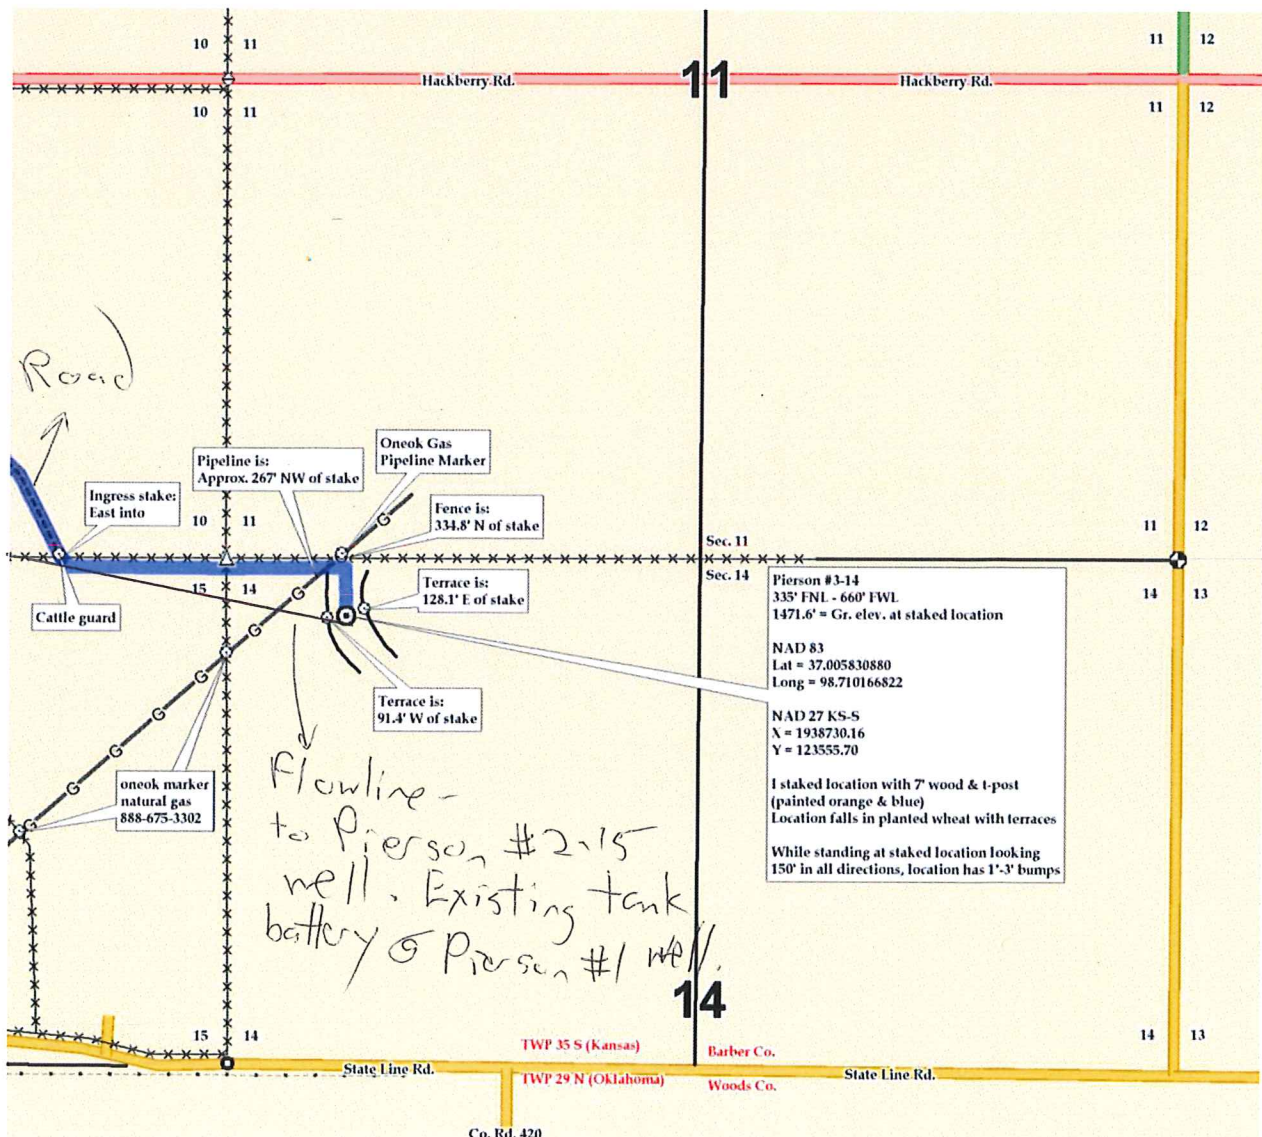 10 11
11 12
Hackberry Rd.
11
Hackberry Rd.
10 11
11 12
Road
Oneok Gas
Pipeline Marker
Pipeline is:
Approx. 267' NW of stake
Ingress stake:
East into
Fence is:
334.8' N of stake
10 11
11 12
Sec. 11
Sec. 14
15 14
14 13
Terrace is:
128.1' E of stake
Cattle guard
Pierson #3-14
335' FNL - 660' FWL
1471.6' = Gr. elev. at staked location
NAD 83
Lat = 37.005830880
Long = 98.710166822
NAD 27 KS-S
X = 1938730.16
Y = 123555.70
I staked location with 7' wood & t-post
(painted orange & blue)
Location falls in planted wheat with terraces
While standing at staked location looking
150' in all directions, location has 1'-3' bumps
Terrace is:
91.4' W of stake
G G G G G G G G
oneok marker
natural gas
888-675-3302
Flowline -
to Pierson #2-15
well. Existing tank
battery @ Pierson #1 well.
14
15 14
14 13
TWP 35 S (Kansas)
Barber Co.
State Line Rd.
TWP 29 N (Oklahoma)
Woods Co.
State Line Rd.
Co. Rd. 420